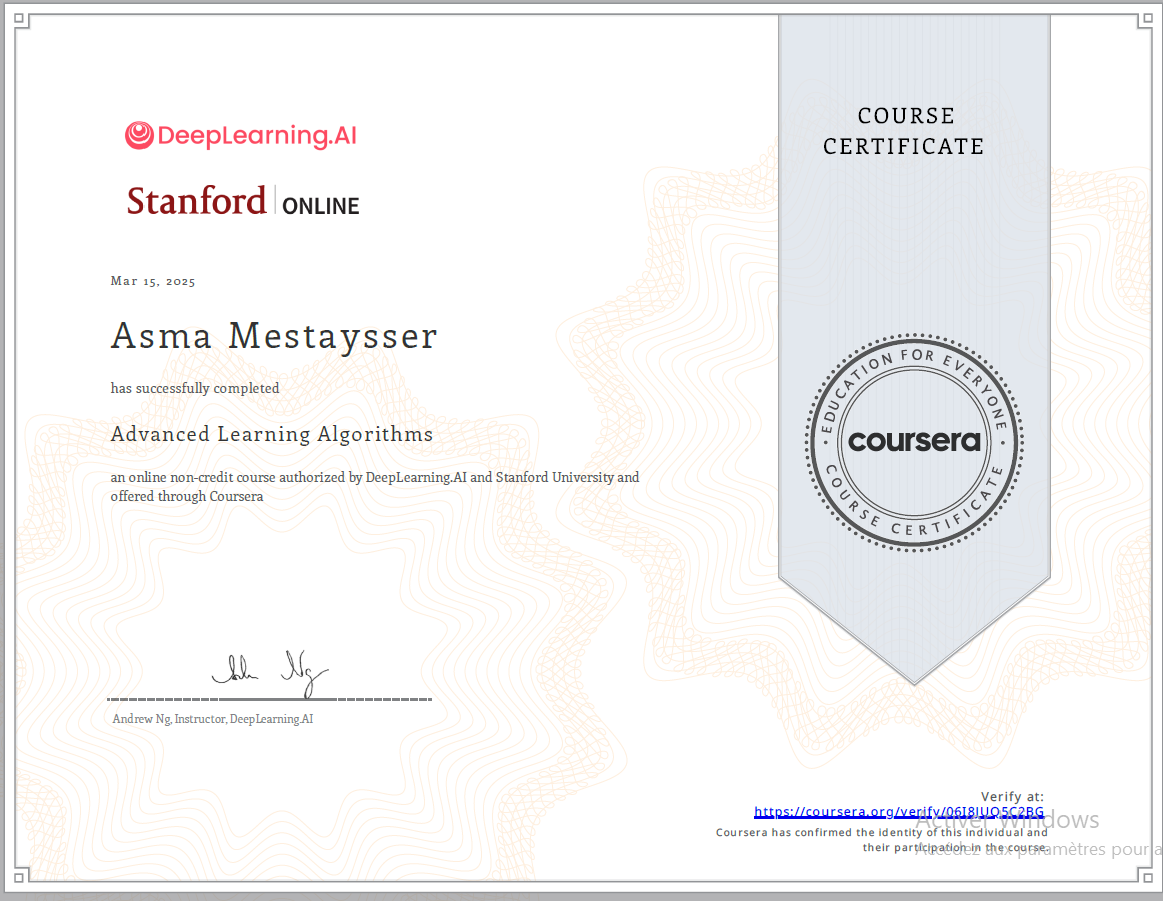 DeepLearning.AI
Stanford ONLINE
COURSE
CERTIFICATE
Mar 15, 2025
Asma Mestaysser
has successfully completed
Advanced Learning Algorithms
an online non-credit course authorized by DeepLearning.AI and Stanford University and
offered through Coursera
EDUCATION FOR EVERYONE
coursera
COURSE CERTIFICATE
Andrew Ng, Instructor, DeepLearning.AI
Verify at:
https://coursera.org/verify/06I8IUQ5C2BG
Coursera has confirmed the identity of this individual and
their participation in the course.
Activer Windows
Accédez aux paramètres pour a